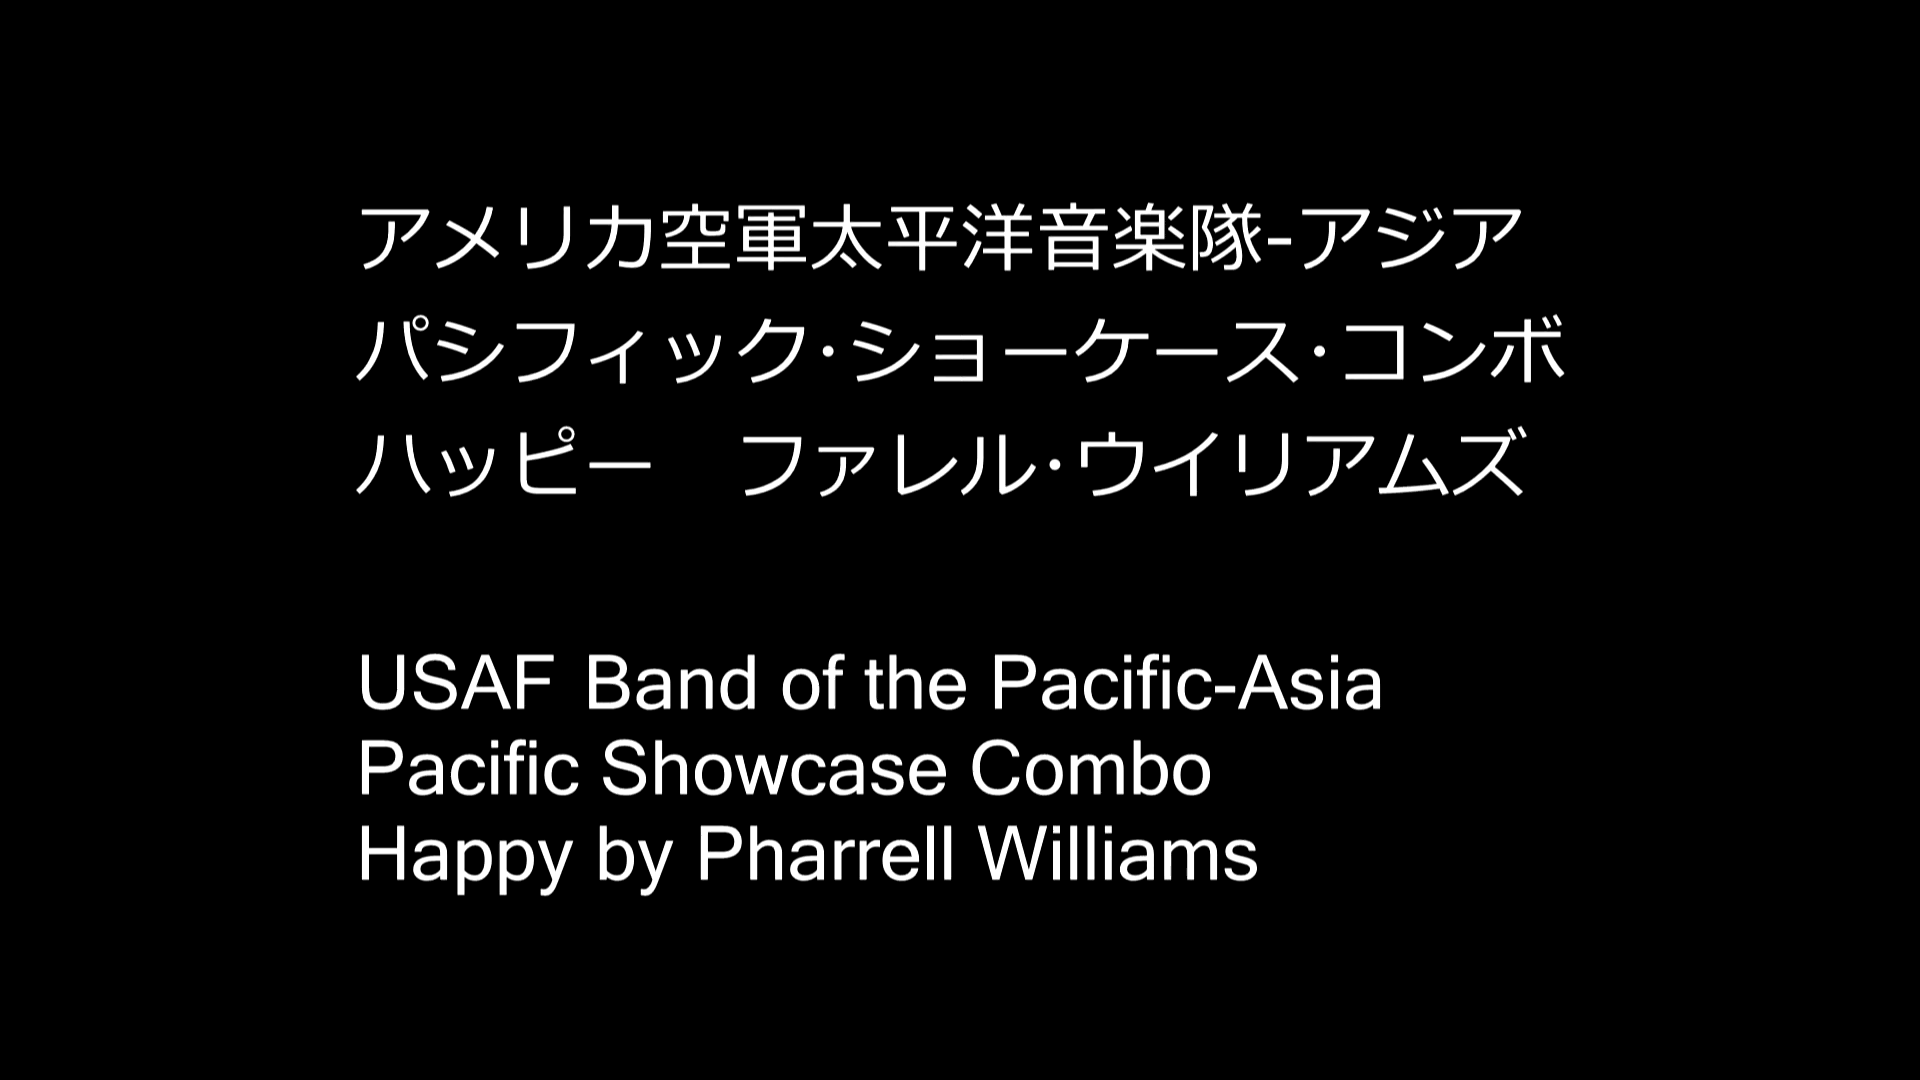 アメリカ空軍太平洋音楽隊-アジア
パシフィック･ショーケース･コンボ
ハッピー　ファレル･ウイリアムズ
USAF Band of the Pacific-Asia
Pacific Showcase Combo
Happy by Pharrell Williams